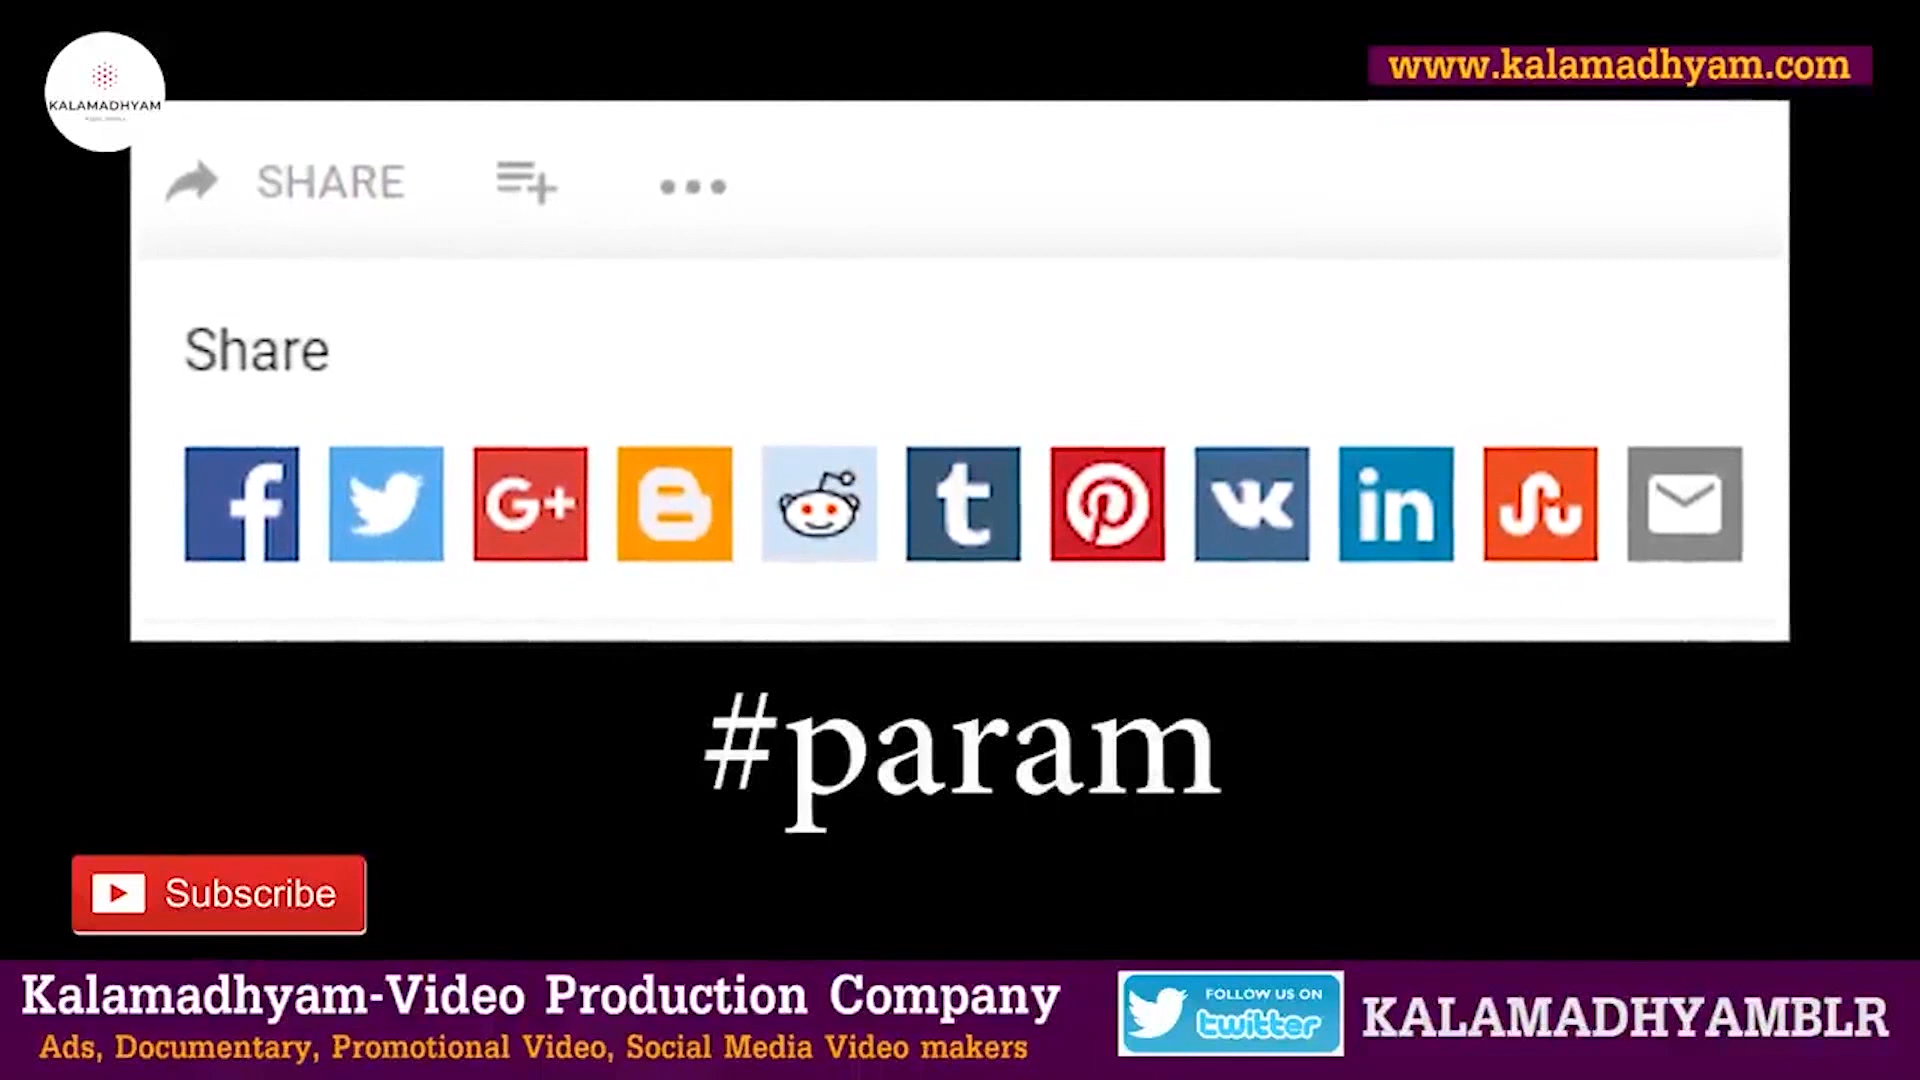 KALAMADHYAM
www.kalamadhyam.com
SHARE
Share
f G+ B t P VK in
#param
Subscribe
Kalamadhyam-Video Production Company
Ads, Documentary, Promotional Video, Social Media Video makers
FOLLOW US ON
twitter
KALAMADHYAMBLR